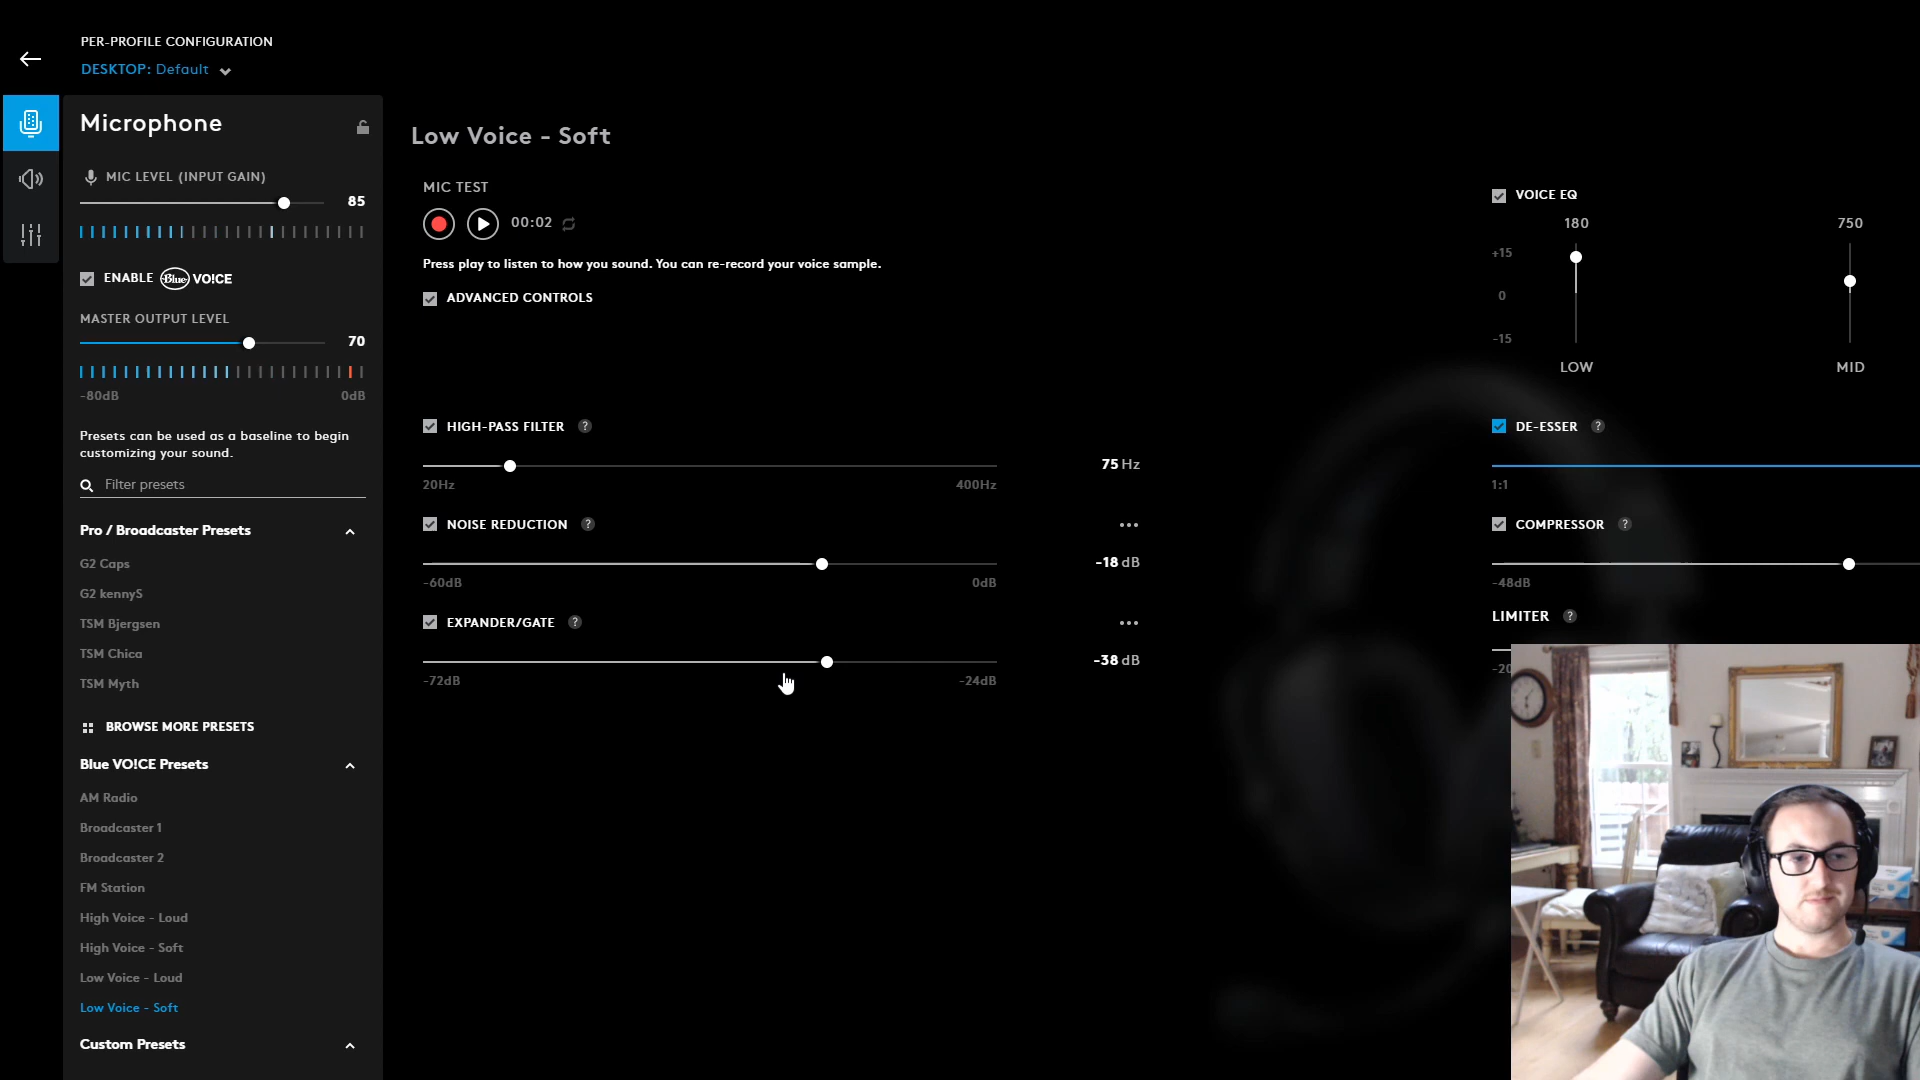 PER-PROFILE CONFIGURATION
DESKTOP: Default
Microphone
MIC LEVEL (INPUT GAIN)
85
ENABLE Blue VO!CE
MASTER OUTPUT LEVEL
70
-80dB 0dB
Presets can be used as a baseline to begin
customizing your sound.
Filter presets
Pro / Broadcaster Presets
G2 Caps
G2 kennyS
TSM Bjergsen
TSM Chica
TSM Myth
BROWSE MORE PRESETS
Blue VO!CE Presets
AM Radio
Broadcaster 1
Broadcaster 2
FM Station
High Voice - Loud
High Voice - Soft
Low Voice - Loud
Low Voice - Soft
Custom Presets
Low Voice - Soft
MIC TEST
00:02
Press play to listen to how you sound. You can re-record your voice sample.
ADVANCED CONTROLS
HIGH-PASS FILTER ?
75 Hz
20Hz 400Hz
NOISE REDUCTION ?
-18 dB
-60dB 0dB
EXPANDER/GATE ?
-38 dB
-72dB -24dB
VOICE EQ
180 750
+15
0
-15
LOW MID
DE-ESSER ?
1:1
COMPRESSOR ?
-48dB
LIMITER ?
-20